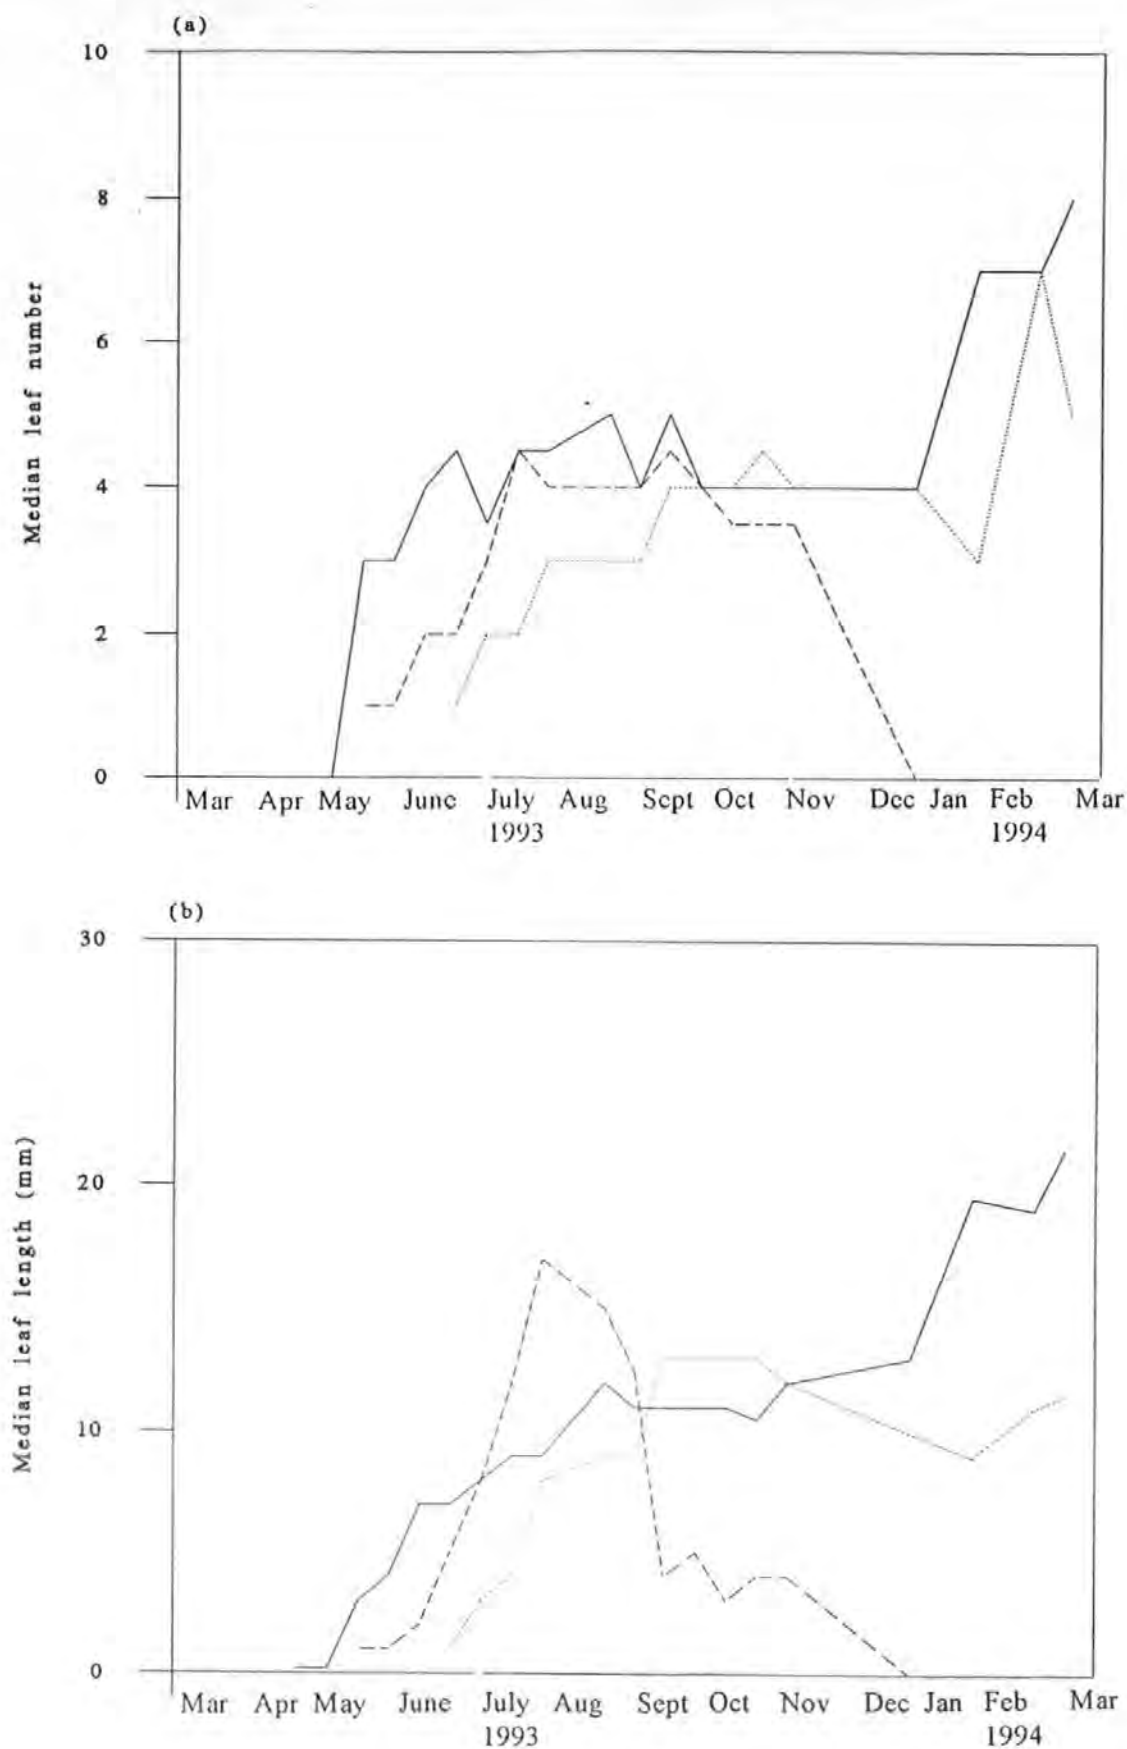 (a)
10
8
6
4
2
0
Median leaf number
Mar Apr May June July Aug Sept Oct Nov Dec Jan Feb Mar
1993 1994
(b)
30
20
10
0
Median leaf length (mm)
Mar Apr May June July Aug Sept Oct Nov Dec Jan Feb Mar
1993 1994